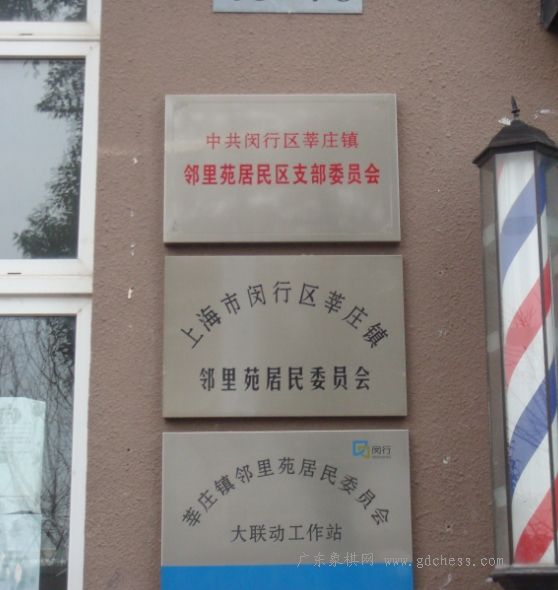 中共闵行区莘庄镇
邻里苑居民区支部委员会
上海市闵行区莘庄镇
邻里苑居民委员会
闵行
莘庄镇邻里苑居民委员会
大联动工作站
广东象棋网 www.gdchess.com